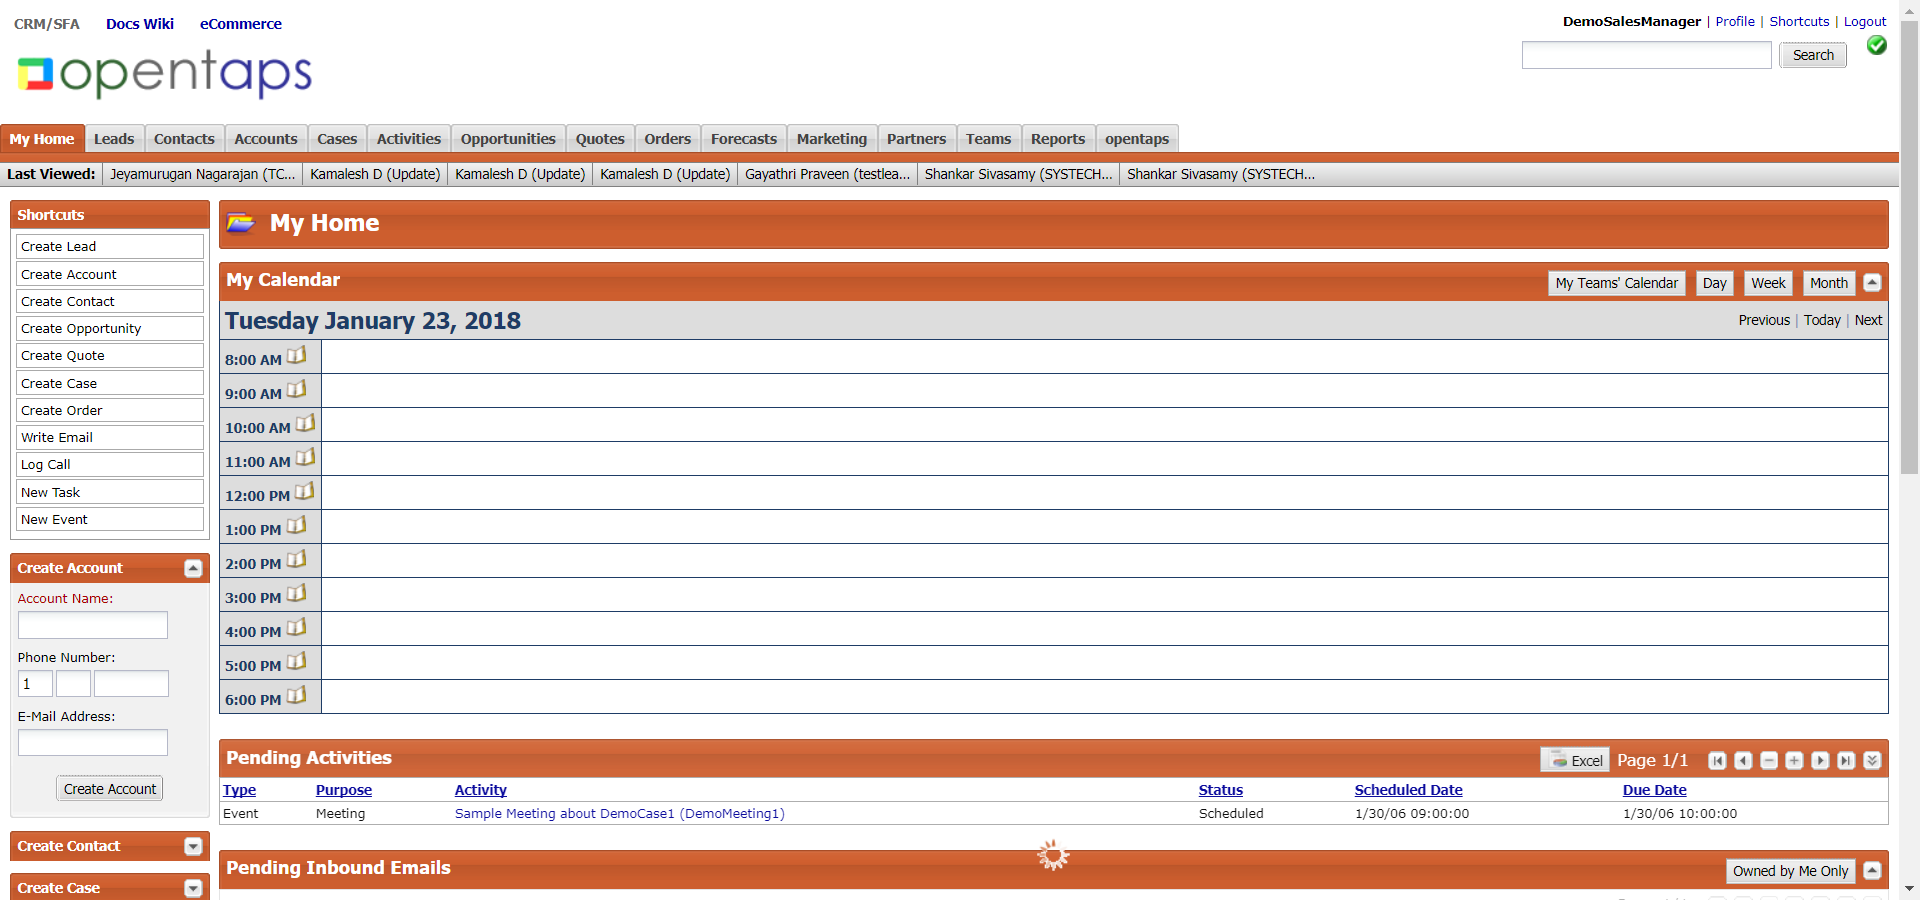 CRM/SFA Docs Wiki eCommerce
DemoSalesManager | Profile | Shortcuts | Logout
opentaps
Search
My Home Leads Contacts Accounts Cases Activities Opportunities Quotes Orders Forecasts Marketing Partners Teams Reports opentaps
Last Viewed: Jeyamurugan Nagarajan (TC... Kamalesh D (Update) Kamalesh D (Update) Kamalesh D (Update) Gayathri Praveen (testlea... Shankar Sivasamy (SYSTECH... Shankar Sivasamy (SYSTECH...
Shortcuts
Create Lead
Create Account
Create Contact
Create Opportunity
Create Quote
Create Case
Create Order
Write Email
Log Call
New Task
New Event
Create Account
Account Name:
Phone Number:
1
E-Mail Address:
Create Account
Create Contact
Create Case
My Home
My Calendar
My Teams' Calendar Day Week Month
Tuesday January 23, 2018
Previous | Today | Next
8:00 AM
9:00 AM
10:00 AM
11:00 AM
12:00 PM
1:00 PM
2:00 PM
3:00 PM
4:00 PM
5:00 PM
6:00 PM
Pending Activities
Excel Page 1/1
Type Purpose Activity Status Scheduled Date Due Date
Event Meeting Sample Meeting about DemoCase1 (DemoMeeting1) Scheduled 1/30/06 09:00:00 1/30/06 10:00:00
Pending Inbound Emails
Owned by Me Only